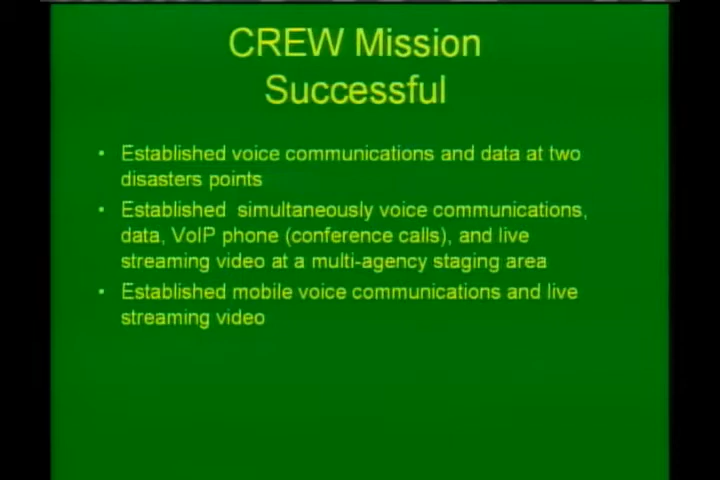 CREW Mission
Successful
• Established voice communications and data at two
disasters points
• Established simultaneously voice communications,
data, VoIP phone (conference calls), and live
streaming video at a multi-agency staging area
• Established mobile voice communications and live
streaming video